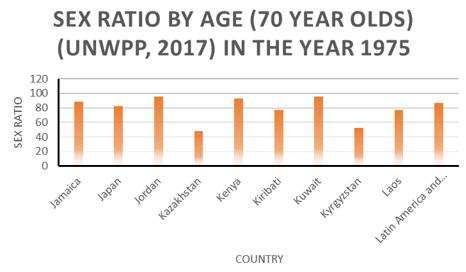 SEX RATIO BY AGE (70 YEAR OLDS)
(UNWPP, 2017) IN THE YEAR 1975
120
100
80
60
40
20
0
SEX RATIO
Jamaica
Japan
Jordan
Kazakhstan
Kenya
Kiribati
Kuwait
Kyrgyzstan
Laos
Latin America and...
COUNTRY